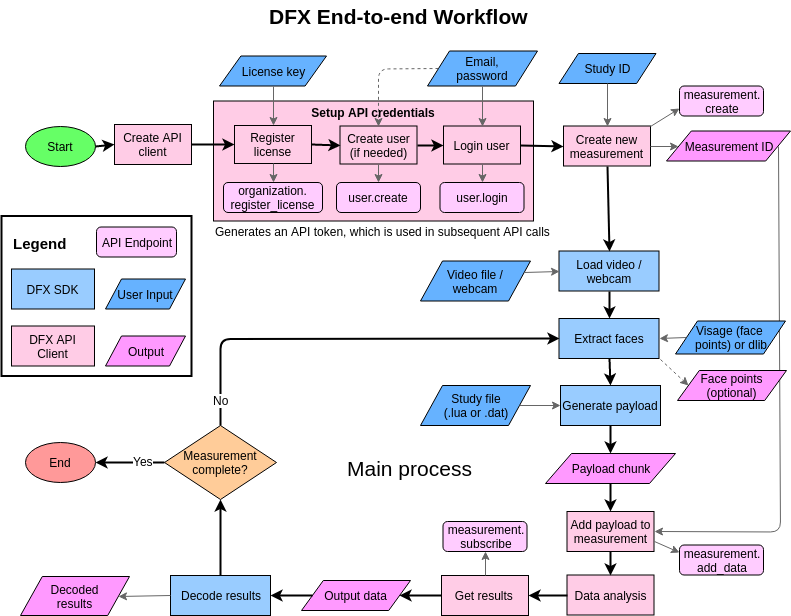 DFX End-to-end Workflow
License key
Email,
password
Study ID
measurement.
create
Setup API credentials
Start
Create API
client
Register
license
Create user
(if needed)
Login user
Create new
measurement
Measurement ID
organization.
register_license
user.create
user.login
Generates an API token, which is used in subsequent API calls
Legend
API Endpoint
DFX SDK
User Input
DFX API
Client
Output
Video file /
webcam
Load video /
webcam
Extract faces
Visage (face
points) or dlib
Face points
(optional)
Study file
(.lua or .dat)
Generate payload
No
Measurement
complete?
Yes
End
Main process
Payload chunk
Add payload to
measurement
measurement.
subscribe
measurement.
add_data
Decoded
results
Decode results
Output data
Get results
Data analysis